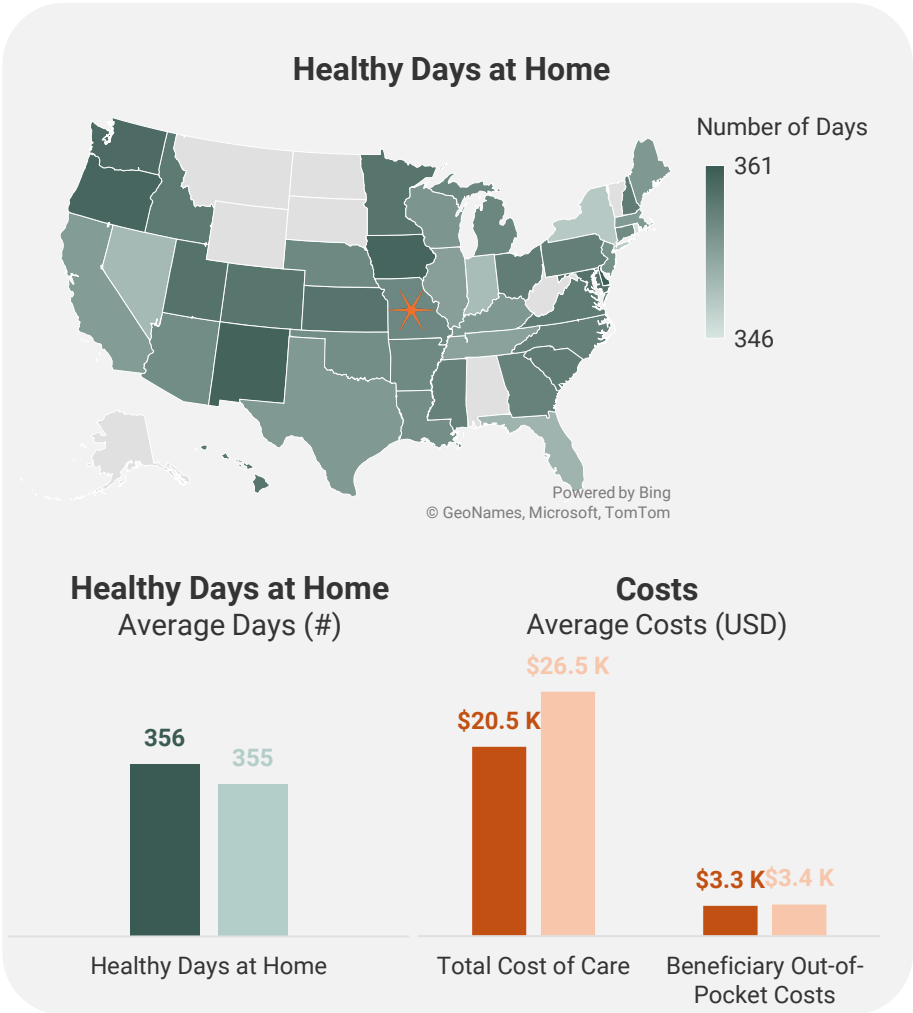 Healthy Days at Home
Number of Days
361
346
Powered by Bing
© GeoNames, Microsoft, TomTom
Healthy Days at Home
Average Days (#)
356
355
Healthy Days at Home
Costs
Average Costs (USD)
$26.5 K
$20.5 K
$3.3 K
$3.4 K
Total Cost of Care
Beneficiary Out-of-
Pocket Costs